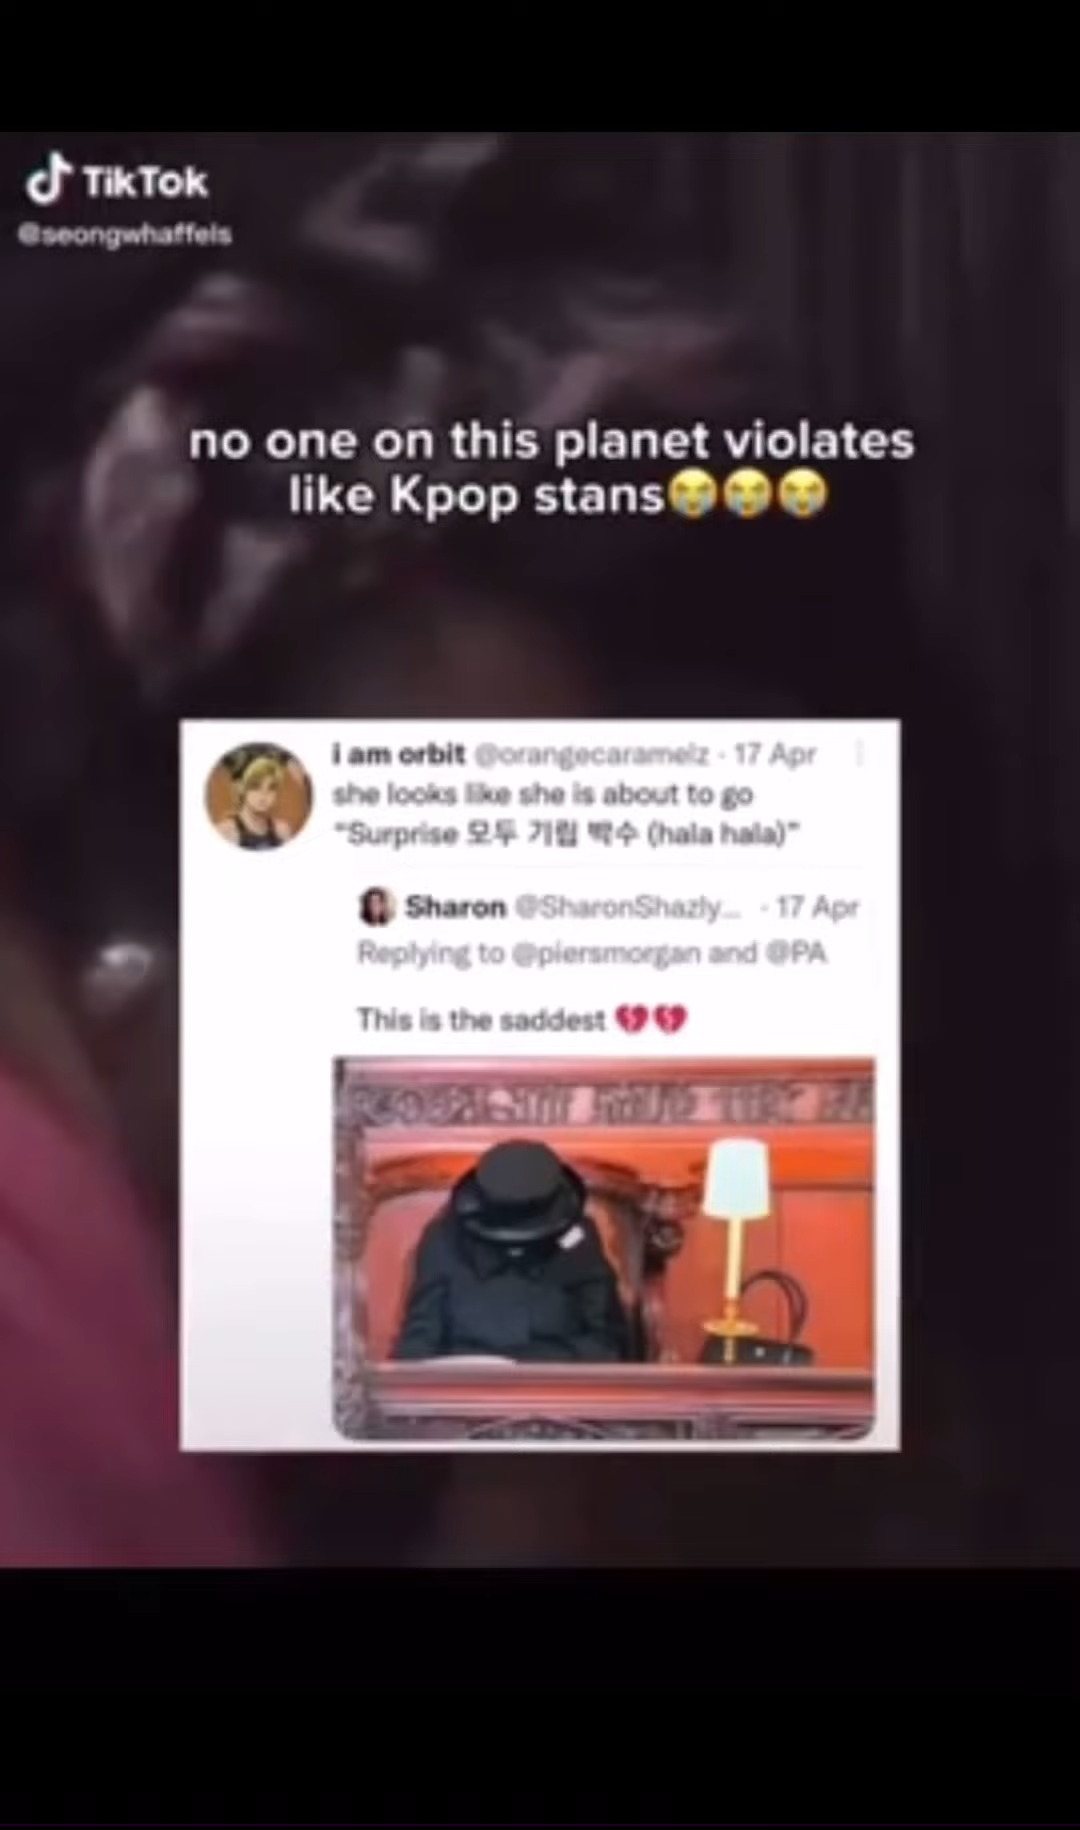 TikTok
@seongwhaffels
no one on this planet violates
like Kpop stans😭😭😭
i am orbit @orangecaramelz · 17 Apr
she looks like she is about to go
"Surprise 모두 기립 박수 (hala hala)"
Sharon @SharonShazly... · 17 Apr
Replying to @piersmorgan and @PA
This is the saddest 💔💔